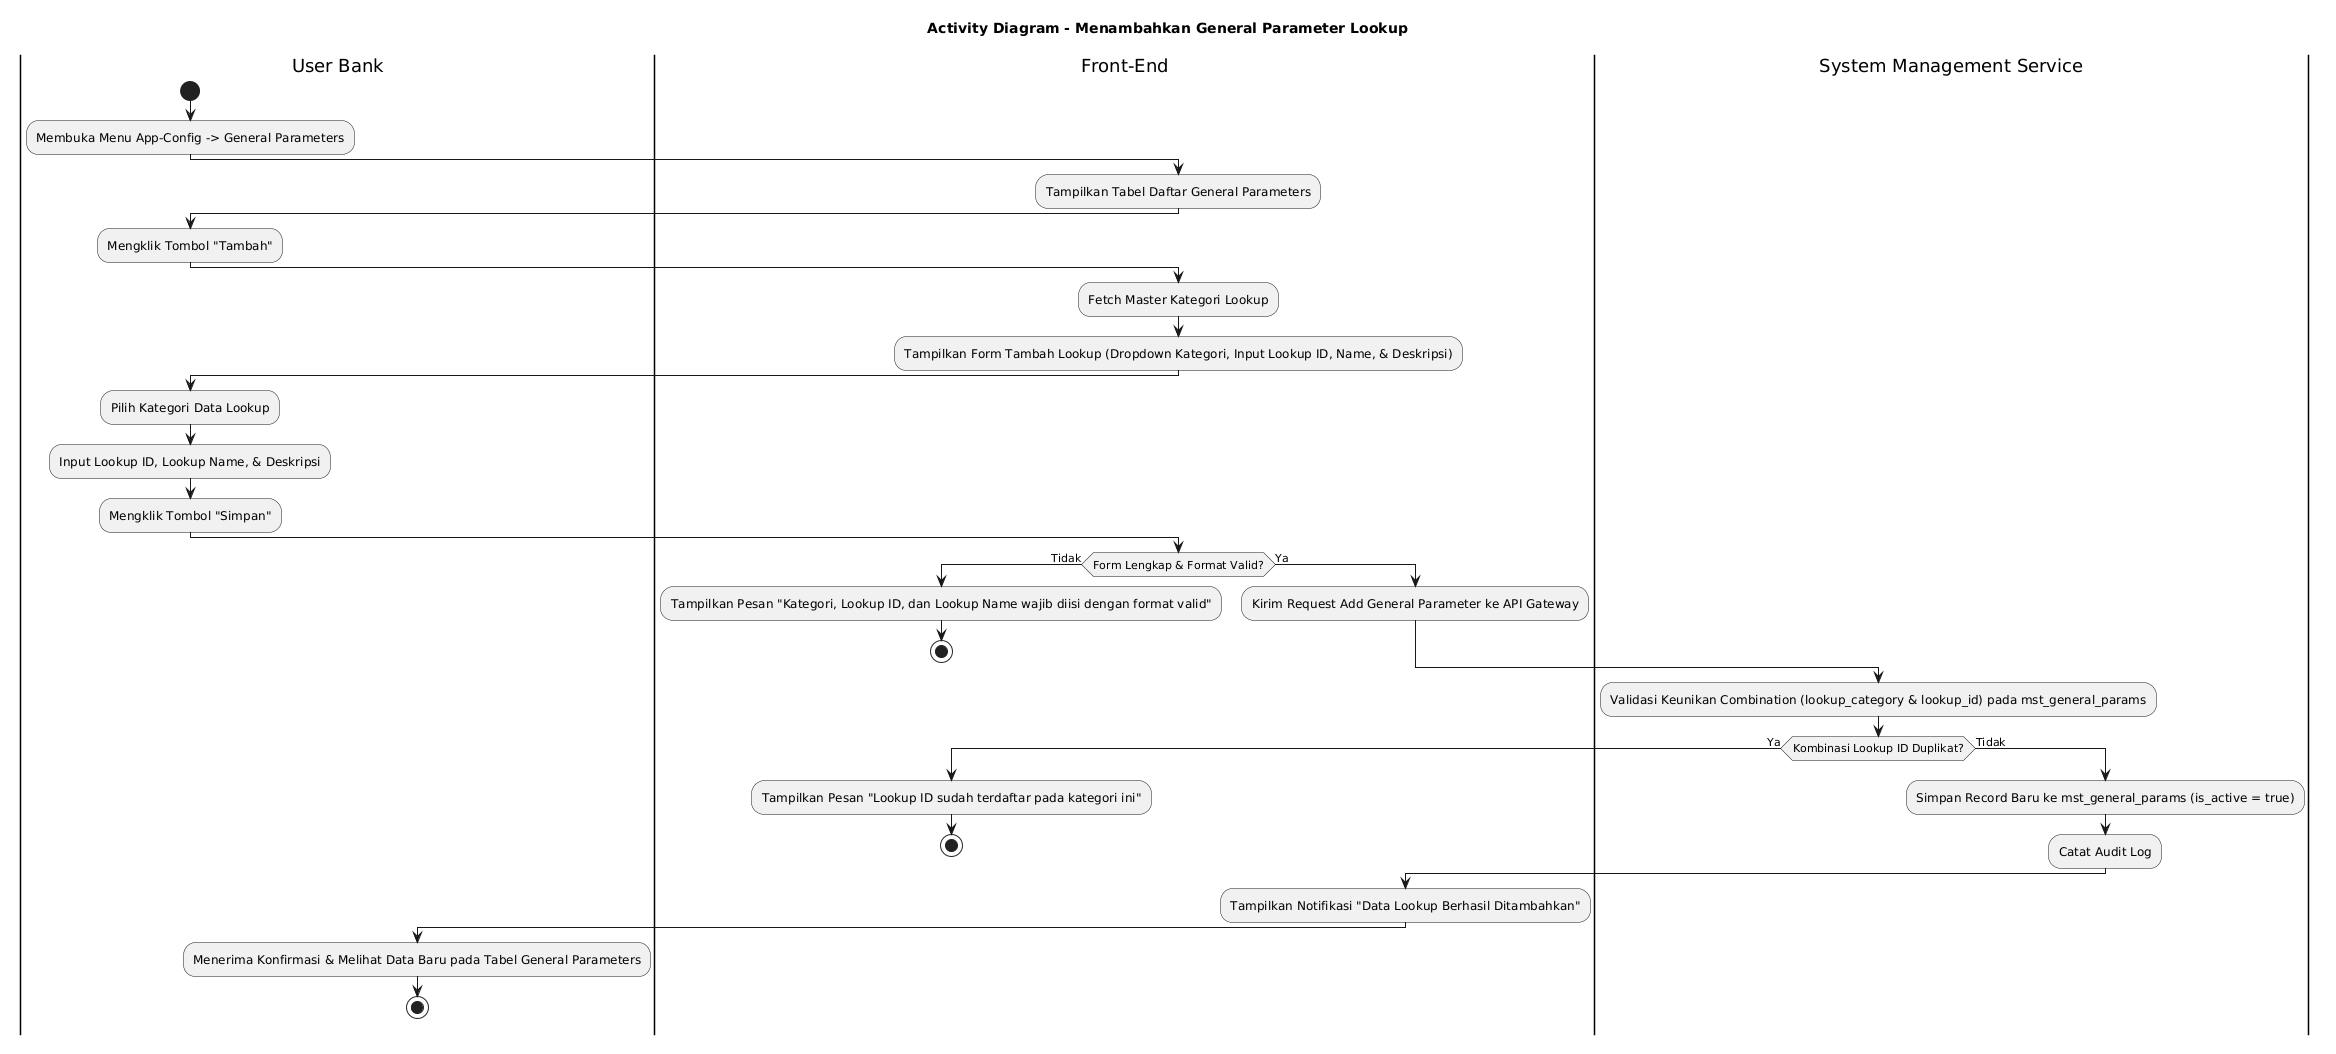 Activity Diagram - Menambahkan General Parameter Lookup
User Bank
Front-End
System Management Service
Membuka Menu App-Config -> General Parameters
Tampilkan Tabel Daftar General Parameters
Mengklik Tombol "Tambah"
Fetch Master Kategori Lookup
Tampilkan Form Tambah Lookup (Dropdown Kategori, Input Lookup ID, Name, & Deskripsi)
Pilih Kategori Data Lookup
Input Lookup ID, Lookup Name, & Deskripsi
Mengklik Tombol "Simpan"
Tidak
Form Lengkap & Format Valid?
Ya
Tampilkan Pesan "Kategori, Lookup ID, dan Lookup Name wajib diisi dengan format valid"
Kirim Request Add General Parameter ke API Gateway
Validasi Keunikan Combination (lookup_category & lookup_id) pada mst_general_params
Ya
Kombinasi Lookup ID Duplikat?
Tidak
Tampilkan Pesan "Lookup ID sudah terdaftar pada kategori ini"
Simpan Record Baru ke mst_general_params (is_active = true)
Catat Audit Log
Tampilkan Notifikasi "Data Lookup Berhasil Ditambahkan"
Menerima Konfirmasi & Melihat Data Baru pada Tabel General Parameters